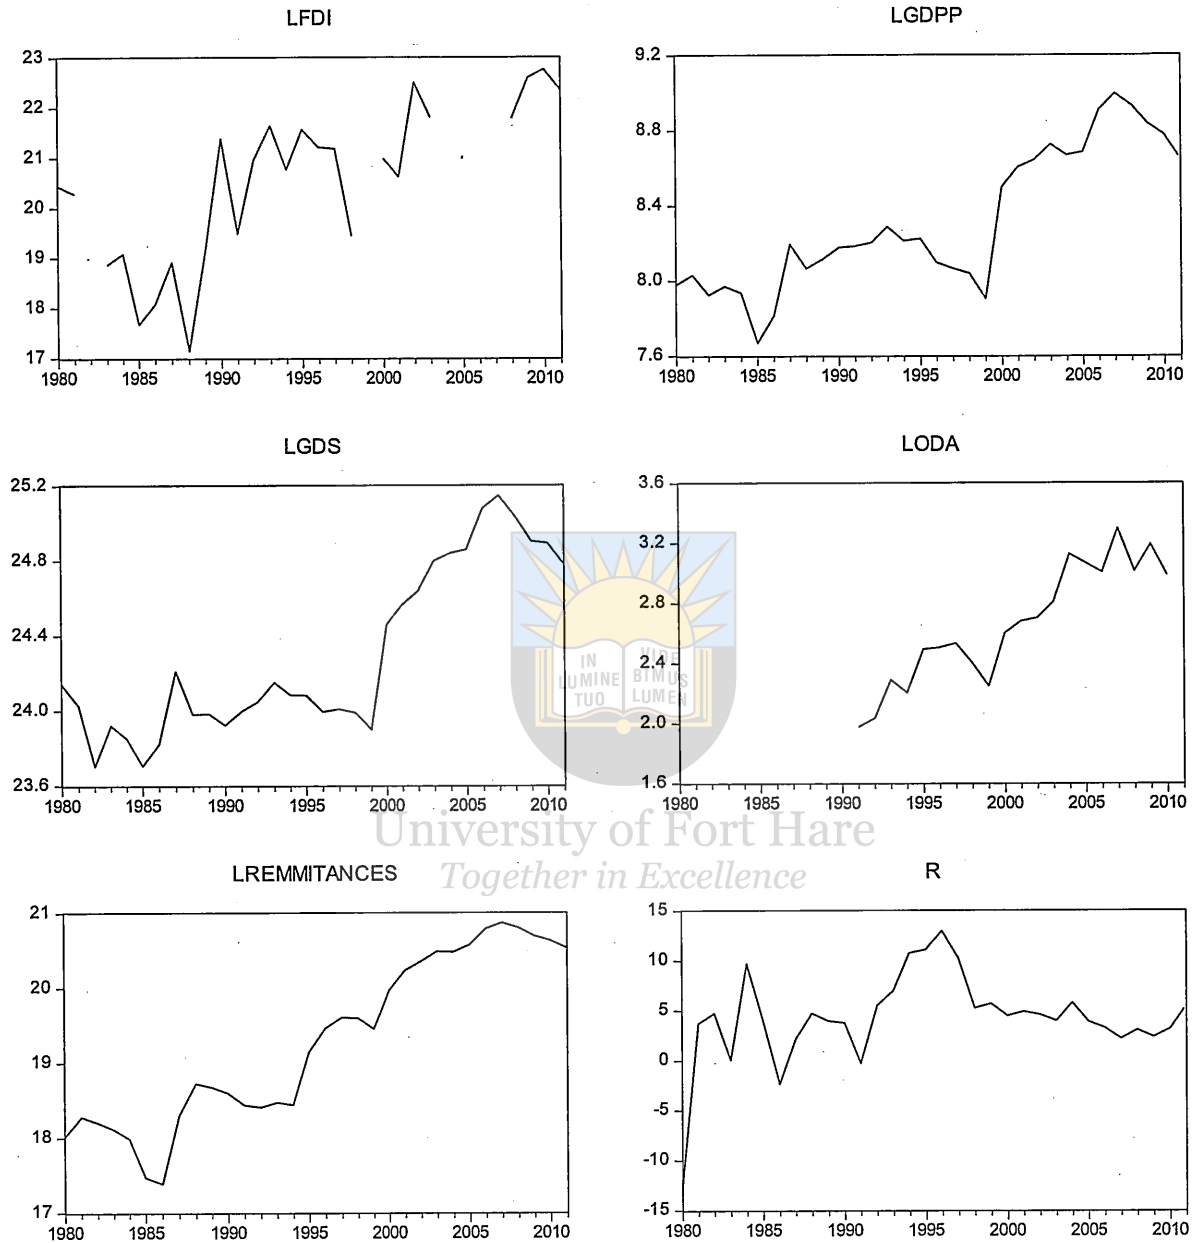 LFDI
23
22
21
20
19
18
17
1980 1985 1990 1995 2000 2005 2010
LGDPP
9.2
8.8
8.4
8.0
7.6
1980 1985 1990 1995 2000 2005 2010
LGDS
25.2
24.8
24.4
24.0
23.6
1980 1985 1990 1995 2000 2005 2010
LODA
3.6
3.2
2.8
2.4
2.0
1.6
1980 1985 1990 1995 2000 2005 2010
IN
LUMINE
TUO
VIDE
BIMUS
LUMEN
University of Fort Hare
Together in Excellence
LREMMITANCES
21
20
19
18
17
1980 1985 1990 1995 2000 2005 2010
R
15
10
5
0
-5
-10
-15
1980 1985 1990 1995 2000 2005 2010